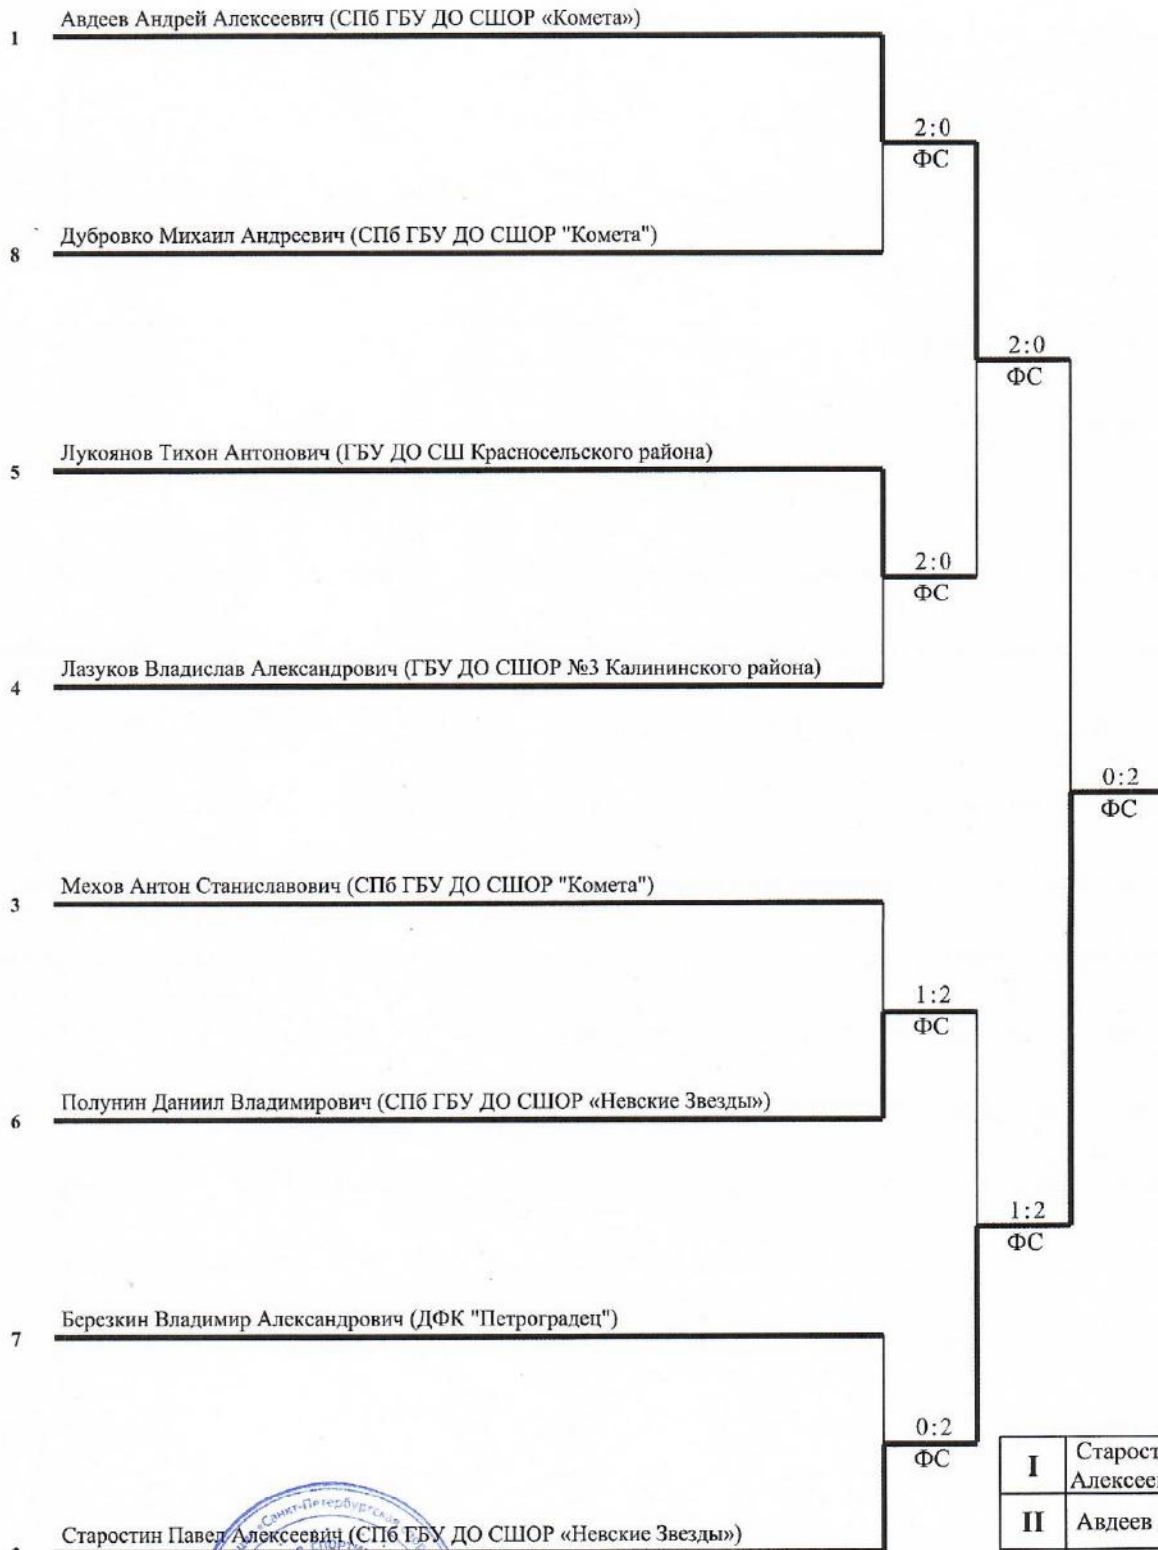 Авдеев Андрей Алексеевич (СПб ГБУ ДО СШОР «Комета»)
1
2:0
ФС
Дубровко Михаил Андреевич (СПб ГБУ ДО СШОР "Комета")
8
2:0
ФС
Лукоянов Тихон Антонович (ГБУ ДО СШ Красносельского района)
5
2:0
ФС
Лазуков Владислав Александрович (ГБУ ДО СШОР №3 Калининского района)
4
0:2
ФС
Мехов Антон Станиславович (СПб ГБУ ДО СШОР "Комета")
3
1:2
ФС
Полунин Даниил Владимирович (СПб ГБУ ДО СШОР «Невские Звезды»)
6
1:2
ФС
Березкин Владимир Александрович (ДФК "Петроградец")
7
0:2
ФС
I
II Авдеев
Старостин Павел Алексеевич (СПб ГБУ ДО СШОР «Невские Звезды»)